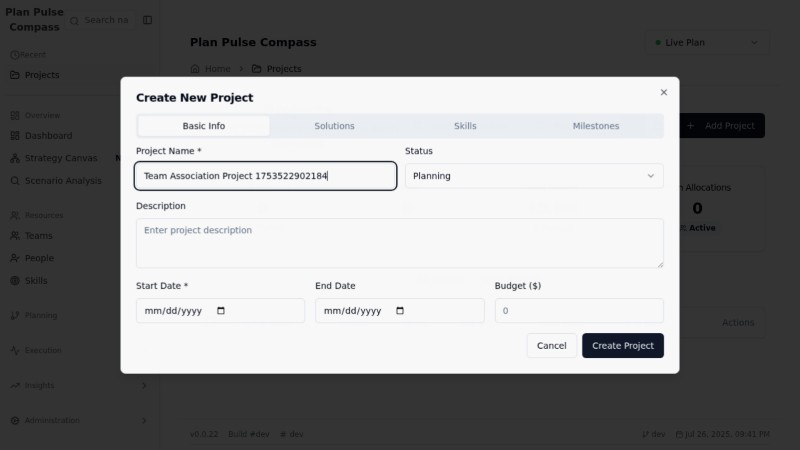 Plan Pulse
Compass
Search na
Recent
Projects
Overview
Dashboard
Strategy Canvas
Scenario Analysis
Resources
Teams
People
Skills
Planning
Execution
Insights
Administration
Plan Pulse Compass
Live Plan
Home > Projects
+ Add Project
Allocations
0
Active
Actions
Create New Project
×
Basic Info
Solutions
Skills
Milestones
Project Name *
Status
Team Association Project 1753522902184
Planning
Description
Enter project description
Start Date *
End Date
Budget ($)
mm/dd/yyyy
mm/dd/yyyy
0
Cancel
Create Project
v0.0.22
Build #dev
# dev
dev
Jul 26, 2025, 09:41 PM